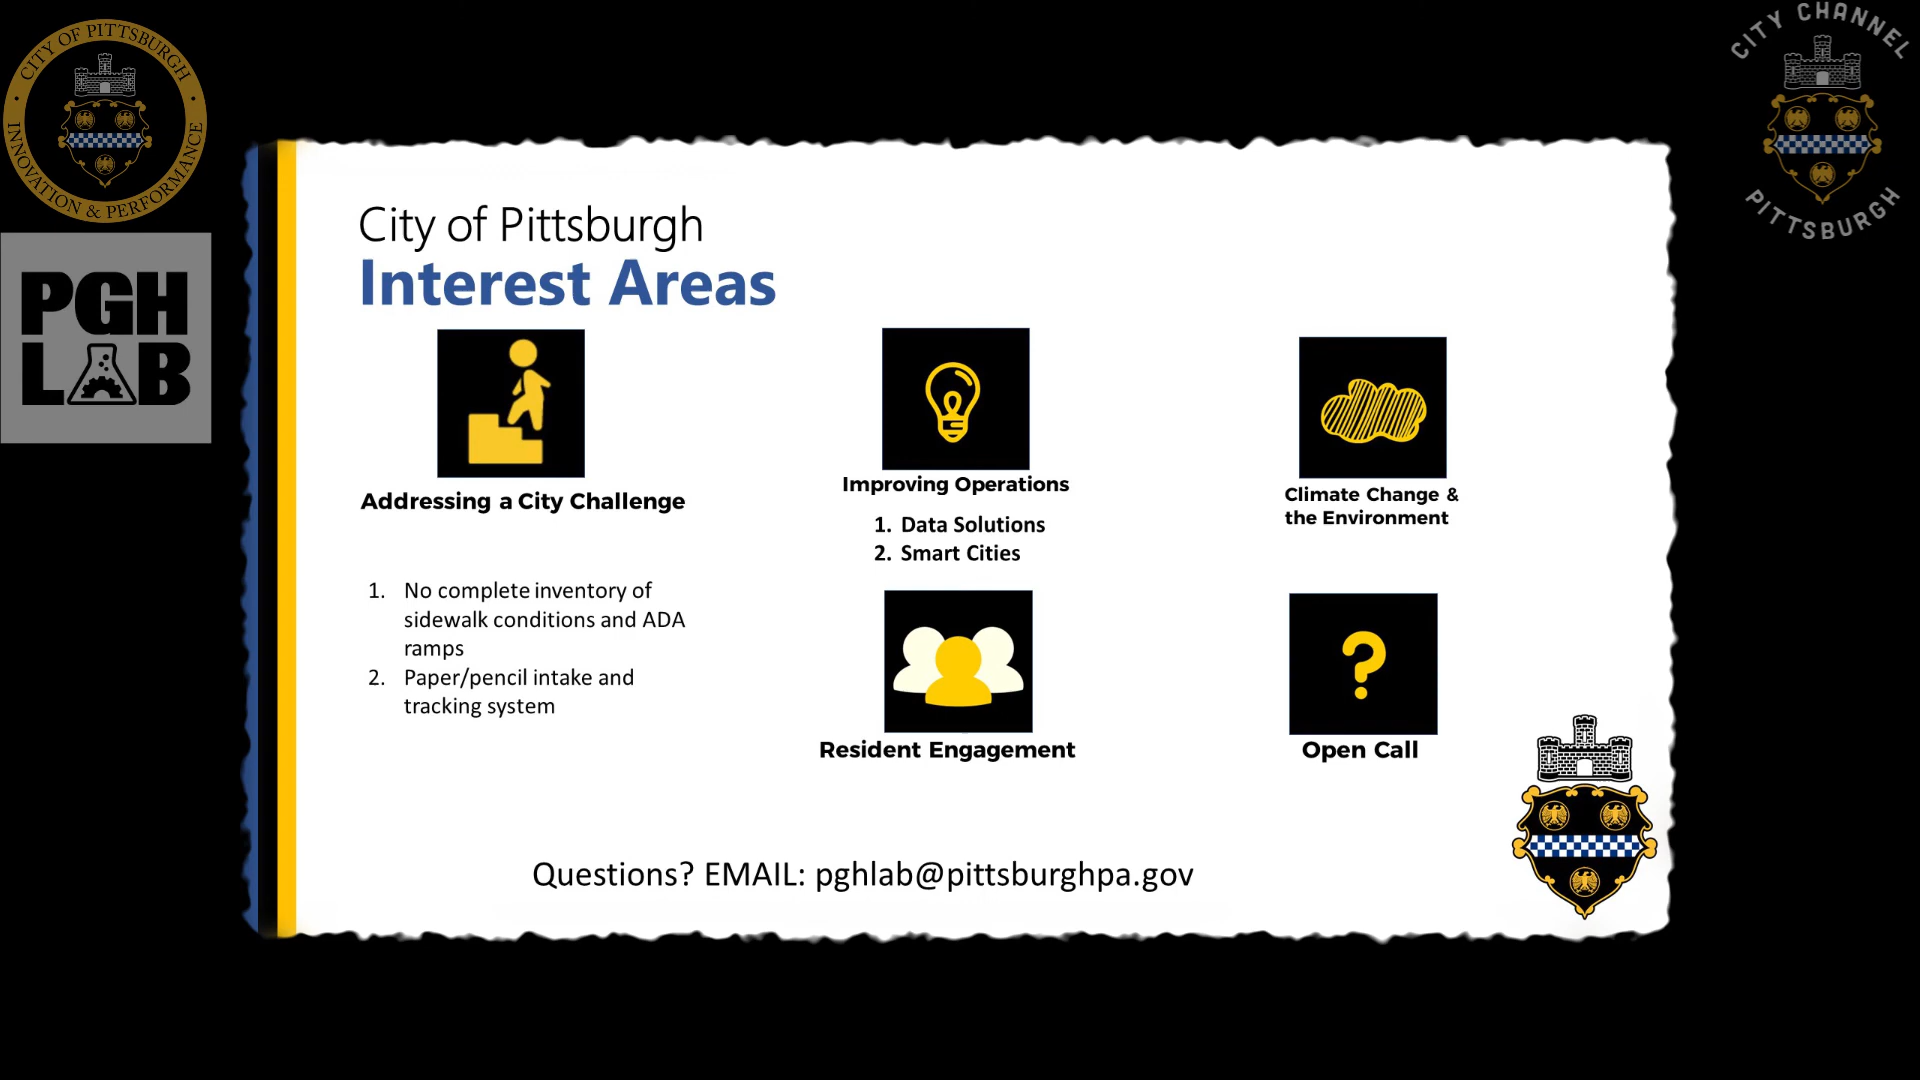 CITY OF PITTSBURGH
INNOVATION & PERFORMANCE
PGH
LAB
CITY CHANNEL
PITTSBURGH
City of Pittsburgh
Interest Areas
Addressing a City Challenge
1. No complete inventory of
sidewalk conditions and ADA
ramps
2. Paper/pencil intake and
tracking system
Improving Operations
1. Data Solutions
2. Smart Cities
Climate Change &
the Environment
Resident Engagement
?
Open Call
Questions? EMAIL: pghlab@pittsburghpa.gov